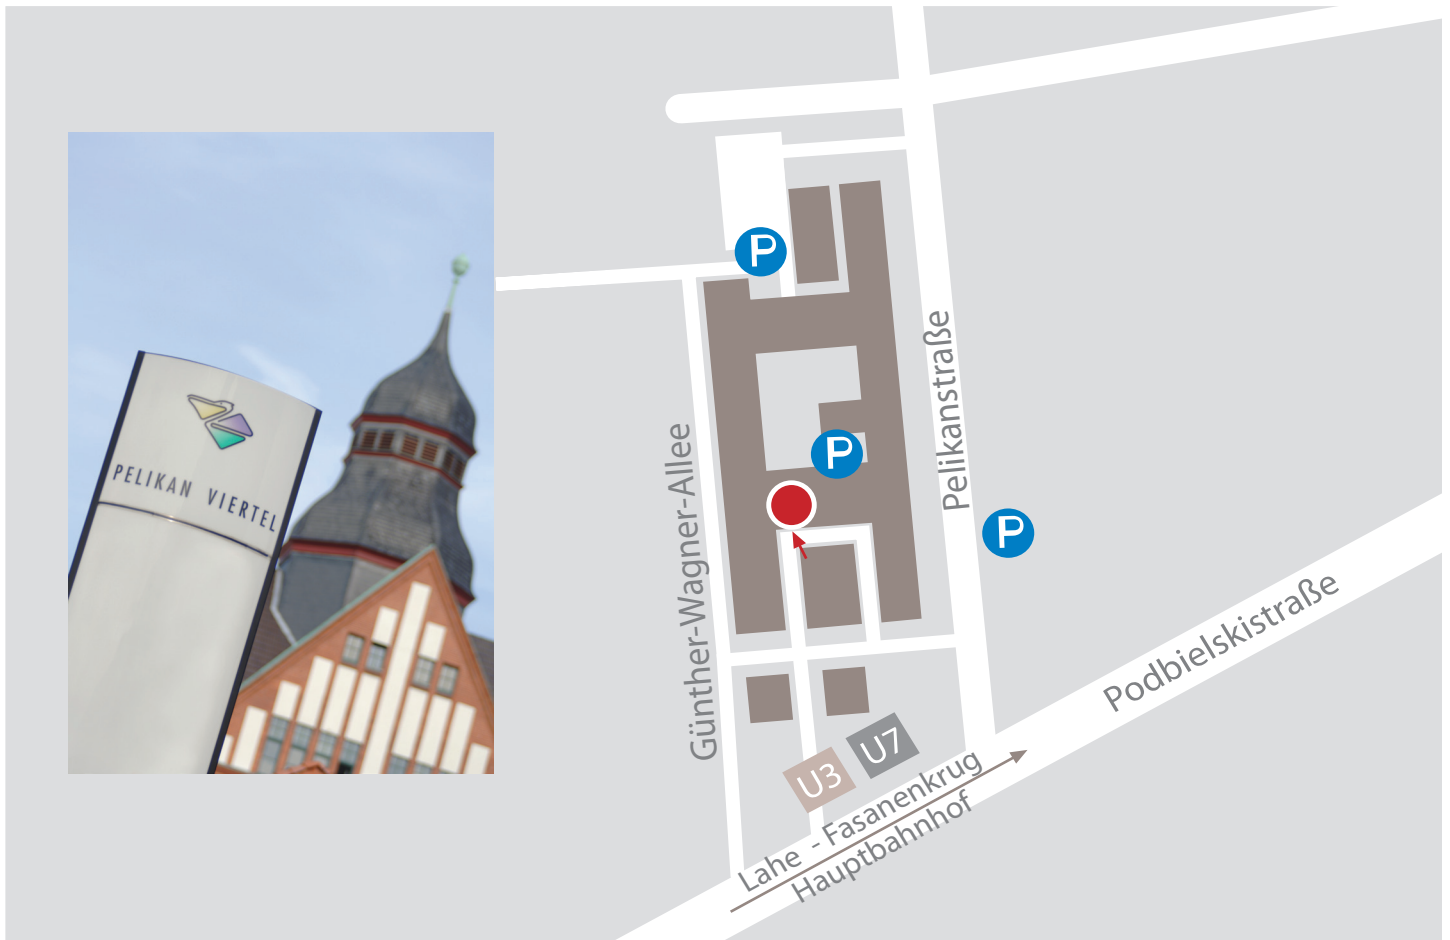 PELIKAN VIERTEL
P
P
P
Pelikanstraße
Günther-Wagner-Allee
Podbielskistraße
U3
U7
Lahe - Fasanenkrug
Hauptbahnhof